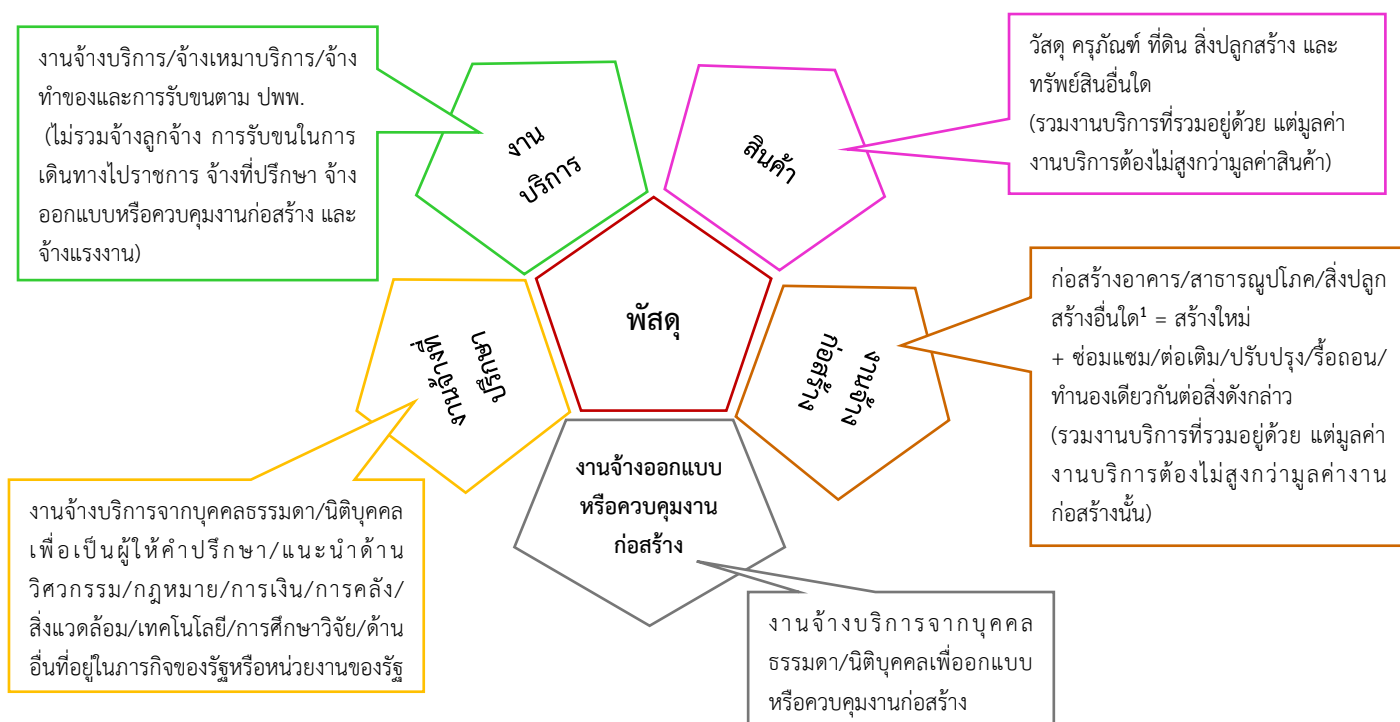 งานจ้างบริการ/จ้างเหมาบริการ/จ้าง
ทำของและการรับขนตาม ปพพ.
(ไม่รวมจ้างลูกจ้าง การรับขนในการ
เดินทางไปราชการ จ้างที่ปรึกษา จ้าง
ออกแบบหรือควบคุมงานก่อสร้าง และ
จ้างแรงงาน)
งาน
บริการ
สินค้า
วัสดุ ครุภัณฑ์ ที่ดิน สิ่งปลูกสร้าง และ
ทรัพย์สินอื่นใด
(รวมงานบริการที่รวมอยู่ด้วย แต่มูลค่า
งานบริการต้องไม่สูงกว่ามูลค่าสินค้า)
พัสดุ
งานจ้างที่
ปรึกษา
งานจ้าง
ก่อสร้าง
ก่อสร้างอาคาร/สาธารณูปโภค/สิ่งปลูก
สร้างอื่นใด¹ = สร้างใหม่
+ ซ่อมแซม/ต่อเติม/ปรับปรุง/รื้อถอน/
ทำนองเดียวกันต่อสิ่งดังกล่าว
(รวมงานบริการที่รวมอยู่ด้วย แต่มูลค่า
งานบริการต้องไม่สูงกว่ามูลค่างาน
ก่อสร้างนั้น)
งานจ้างออกแบบ
หรือควบคุมงาน
ก่อสร้าง
งานจ้างบริการจากบุคคลธรรมดา/นิติบุคคล
เพื่อเป็นผู้ให้คำปรึกษา/แนะนำด้าน
วิศวกรรม/กฎหมาย/การเงิน/การคลัง/
สิ่งแวดล้อม/เทคโนโลยี/การศึกษาวิจัย/ด้าน
อื่นที่อยู่ในภารกิจของรัฐหรือหน่วยงานของรัฐ
งานจ้างบริการจากบุคคล
ธรรมดา/นิติบุคคลเพื่ออกแบบ
หรือควบคุมงานก่อสร้าง